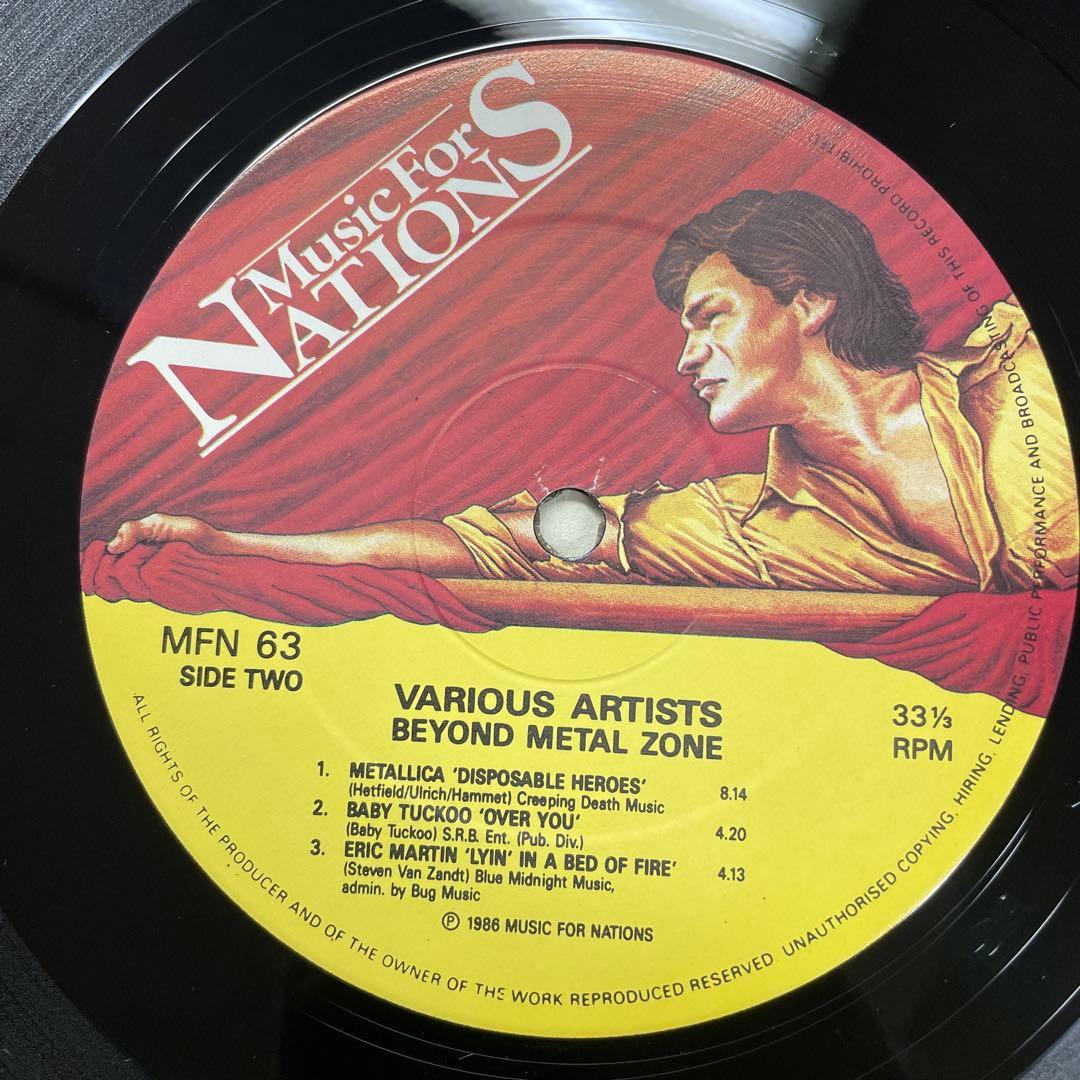 Music For
NATIONS
MFN 63
SIDE TWO
VARIOUS ARTISTS
BEYOND METAL ZONE
33⅓
RPM
1. METALLICA 'DISPOSABLE HEROES'
(Hetfield/Ulrich/Hammet) Creeping Death Music 8.14
2. BABY TUCKOO 'OVER YOU'
(Baby Tuckoo) S.R.B. Ent. (Pub. Div.) 4.20
3. ERIC MARTIN 'LYIN' IN A BED OF FIRE'
(Steven Van Zandt) Blue Midnight Music, 4.13
admin. by Bug Music
℗ 1986 MUSIC FOR NATIONS
ALL RIGHTS OF THE PRODUCER AND OF THE OWNER OF THE WORK REPRODUCED RESERVED. UNAUTHORISED COPYING, HIRING, LENDING, PUBLIC PERFORMANCE AND BROADCASTING OF THIS RECORD PROHIBITED